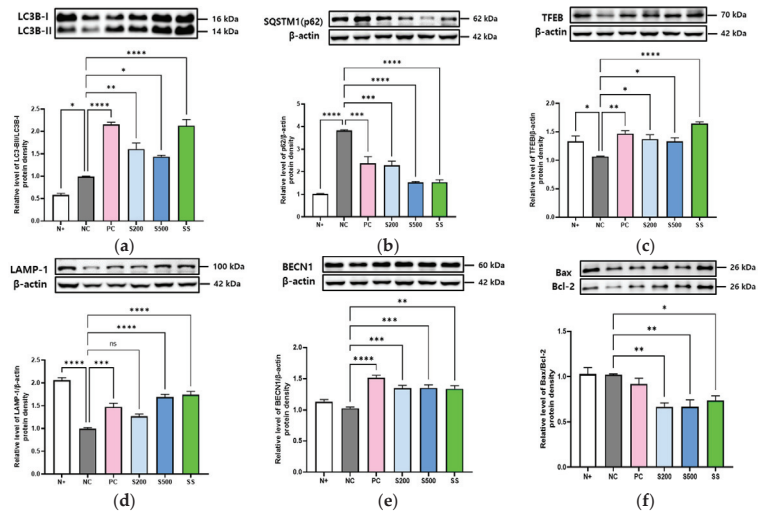 LC3B-I
16 kDa
LC3B-II
14 kDa
****
*
**
* ****
Relative level of LC3-BII/LC3B-I
protein density
2.5
2.0
1.5
1.0
0.5
0.0
N+ NC PC S200 S500 SS
(a)
SQSTM1(p62)
62 kDa
β-actin
42 kDa
****
****
***
**** ***
Relative level of p62/β-actin
protein density
5
4
3
2
1
0
N+ NC PC S200 S500 SS
(b)
TFEB
70 kDa
β-actin
42 kDa
****
*
*
* **
Relative level of TFEB/β-actin
protein density
2.0
1.5
1.0
0.5
0.0
N+ NC PC S200 S500 SS
(c)
LAMP-1
100 kDa
β-actin
42 kDa
****
****
ns
**** ***
Relative level of LAMP-1/β-actin
protein density
2.5
2.0
1.5
1.0
0.5
0.0
N+ NC PC S200 S500 SS
(d)
BECN1
60 kDa
β-actin
42 kDa
**
***
***
****
Relative level of BECN1/β-actin
protein density
2.0
1.5
1.0
0.5
0.0
N+ NC PC S200 S500 SS
(e)
Bax
26 kDa
Bcl-2
26 kDa
*
**
**
Relative level of Bax/Bcl-2
protein density
1.5
1.0
0.5
0.0
N+ NC PC S200 S500 SS
(f)